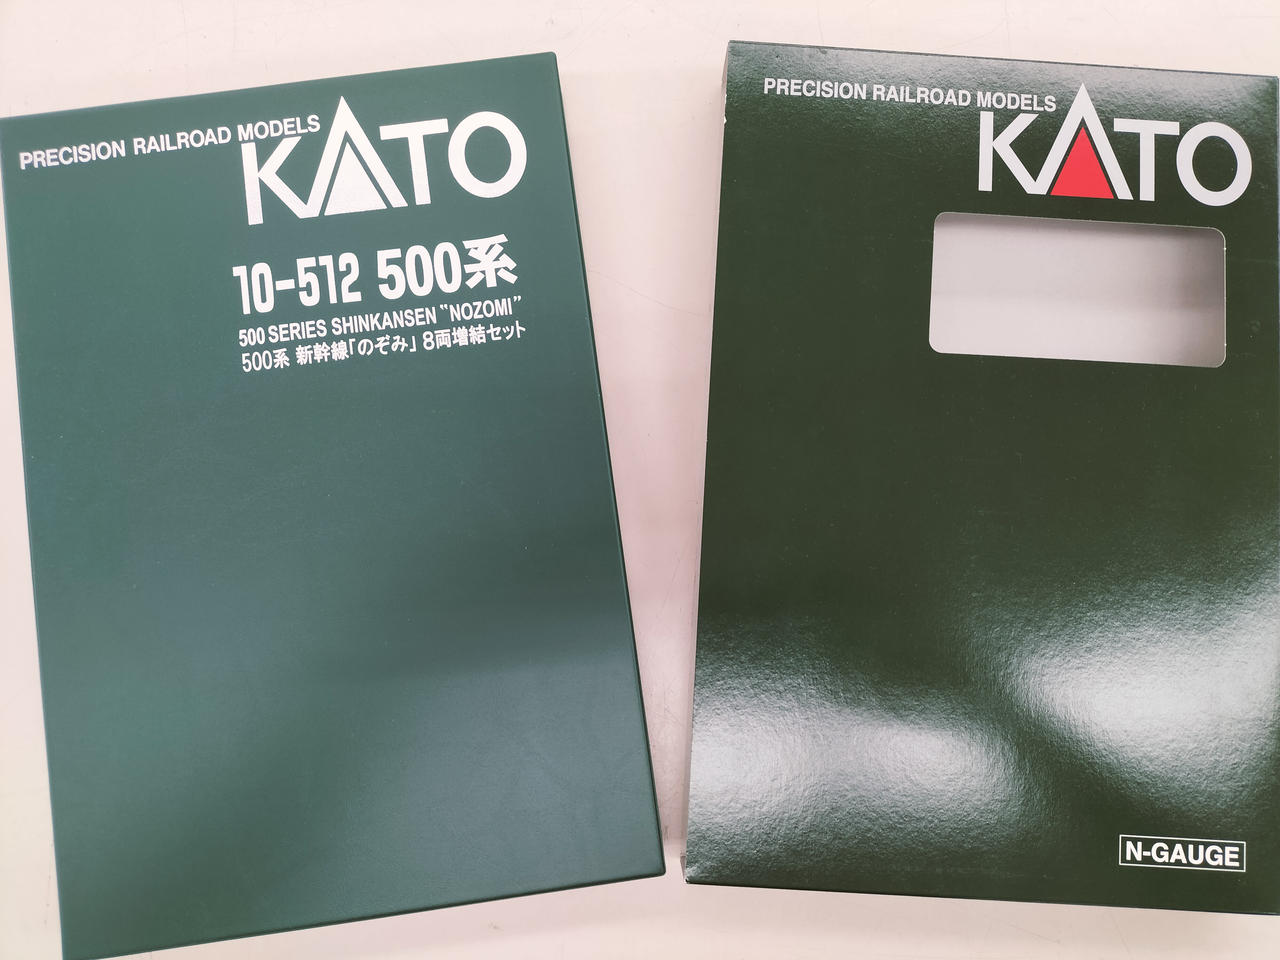 PRECISION RAILROAD MODELS
KATO
10-512 500系
500 SERIES SHINKANSEN "NOZOMI"
500系 新幹線「のぞみ」 8両増結セット
PRECISION RAILROAD MODELS
KATO
N-GAUGE